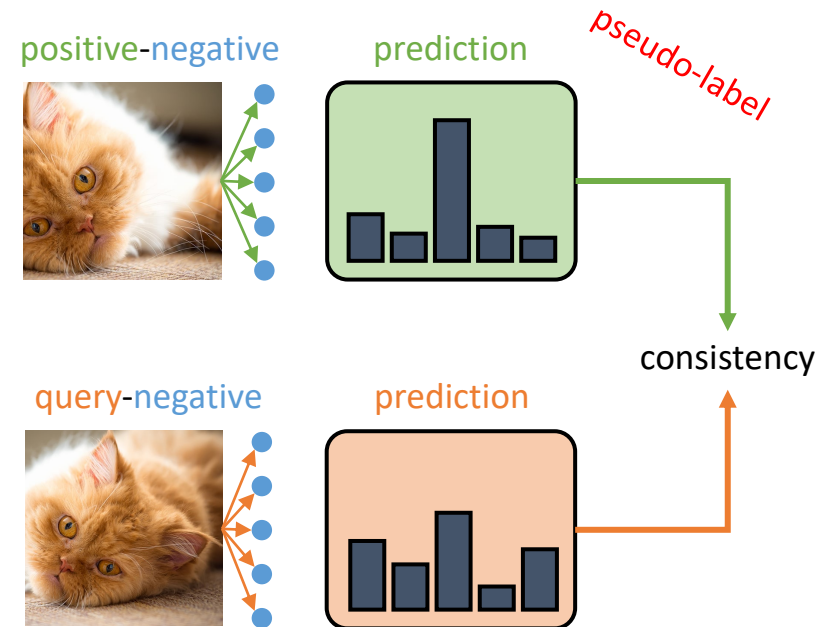 positive-negative
prediction
pseudo-label
consistency
query-negative
prediction